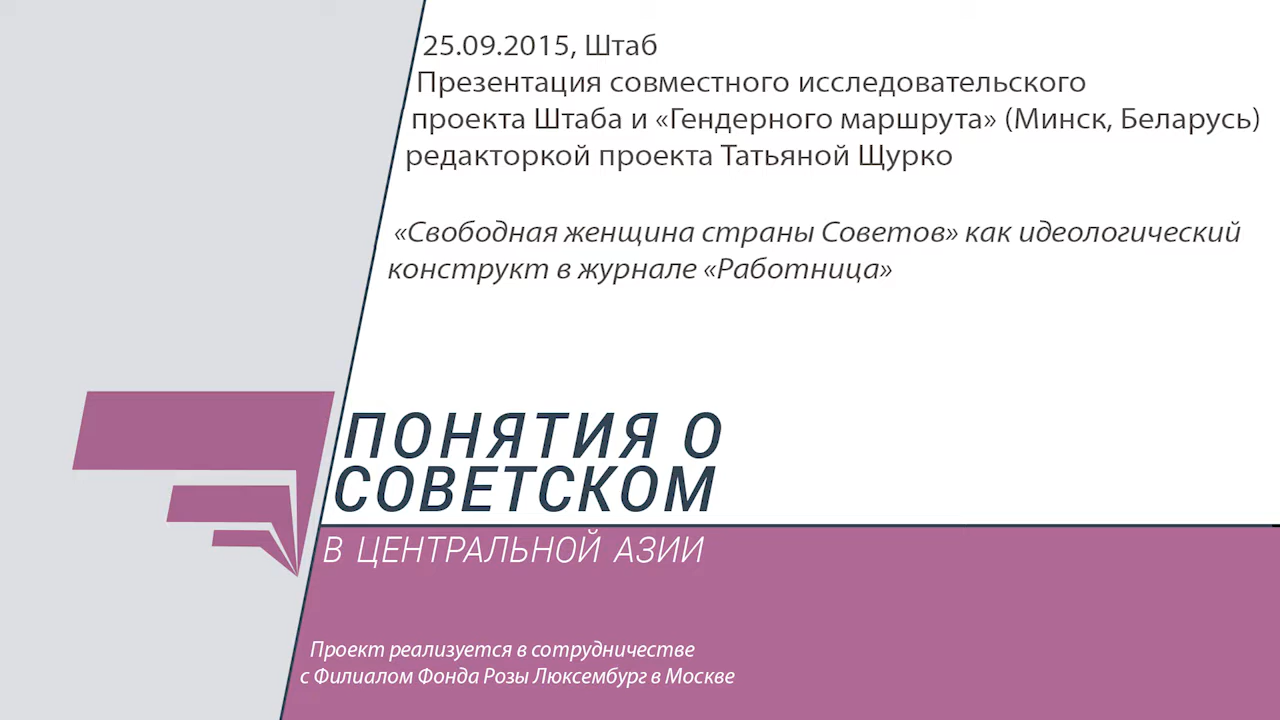 25.09.2015, Штаб
Презентация совместного исследовательского
проекта Штаба и «Гендерного маршрута» (Минск, Беларусь)
редакторкой проекта Татьяной Щурко
«Свободная женщина страны Советов» как идеологический
конструкт в журнале «Работница»
ПОНЯТИЯ О
СОВЕТСКОМ
В ЦЕНТРАЛЬНОЙ АЗИИ
Проект реализуется в сотрудничестве
с Филиалом Фонда Розы Люксембург в Москве